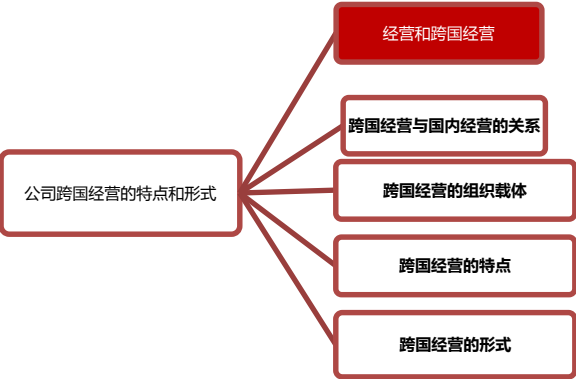 经营和跨国经营
跨国经营与国内经营的关系
公司跨国经营的特点和形式
跨国经营的组织载体
跨国经营的特点
跨国经营的形式